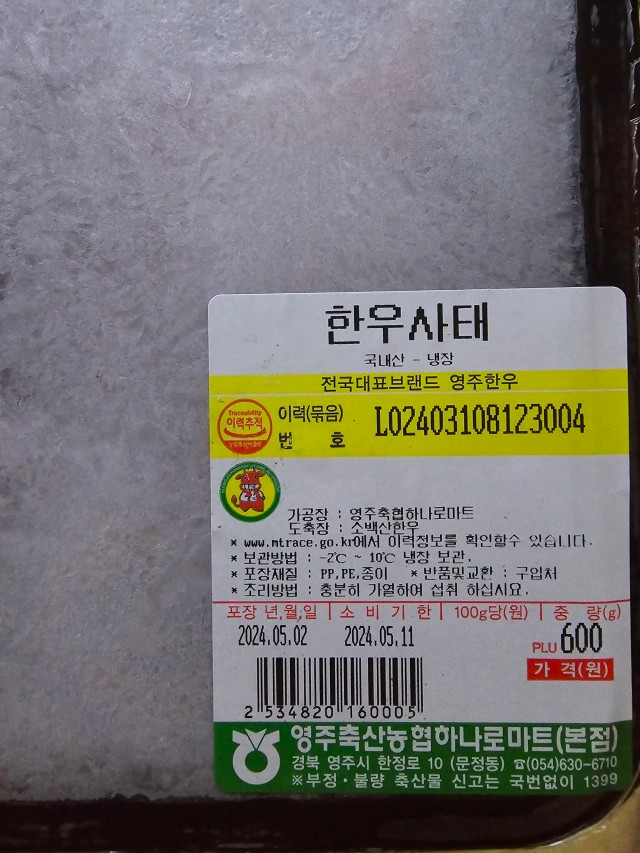 한우사태
국내산 - 냉장
전국대표브랜드 영주한우
Traceability
이력추적
이력(묶음)
번 호 L02403108123004
가공장 : 영주축협하나로마트
도축장 : 소백산한우
* www.mtrace.go.kr에서 이력정보를 확인할수 있습니다.
* 보관방법 : -2℃ ~ 10℃ 냉장 보관.
* 포장재질 : PP,PE,종이 * 반품및교환 : 구입처
* 조리방법 : 충분히 가열하여 섭취 하십시요.
포장 년.월.일 | 소 비 기 한 | 100g당(원) | 중 량(g)
2024.05.02 2024.05.11 PLU 600
가 격(원)
2 534820 160005
영주축산농협하나로마트(본점)
경북 영주시 한정로 10 (문정동) ☎(054)630-6710
※부정·불량 축산물 신고는 국번없이 1399